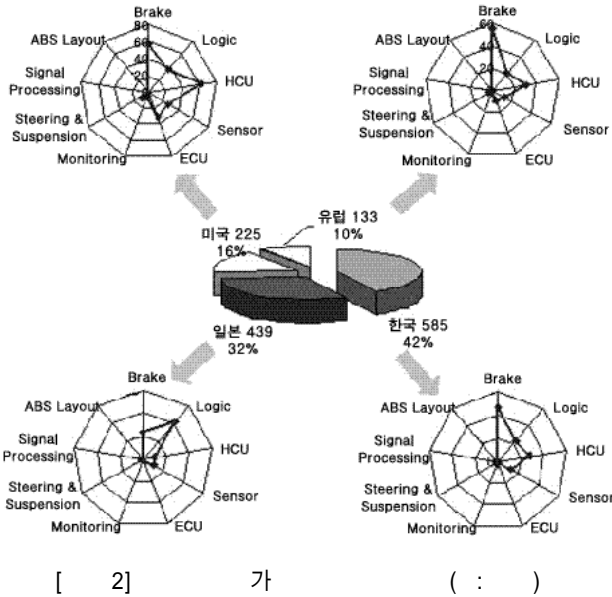 Brake
80
60
40
20
ABS Layout
Logic
Signal
Processing
HCU
Steering &
Suspension
Sensor
Monitoring
ECU
Brake
60
40
20
ABS Layout
Logic
Signal
Processing
HCU
Steering &
Suspension
Sensor
Monitoring
ECU
미국 225
16%
유럽 133
10%
일본 439
32%
한국 585
42%
Brake
ABS Layout
Logic
Signal
Processing
HCU
Steering &
Suspension
Sensor
Monitoring
ECU
Brake
ABS Layout
Logic
Signal
Processing
HCU
Steering &
Suspension
Sensor
Monitoring
ECU
[ 2] 가 ( : )